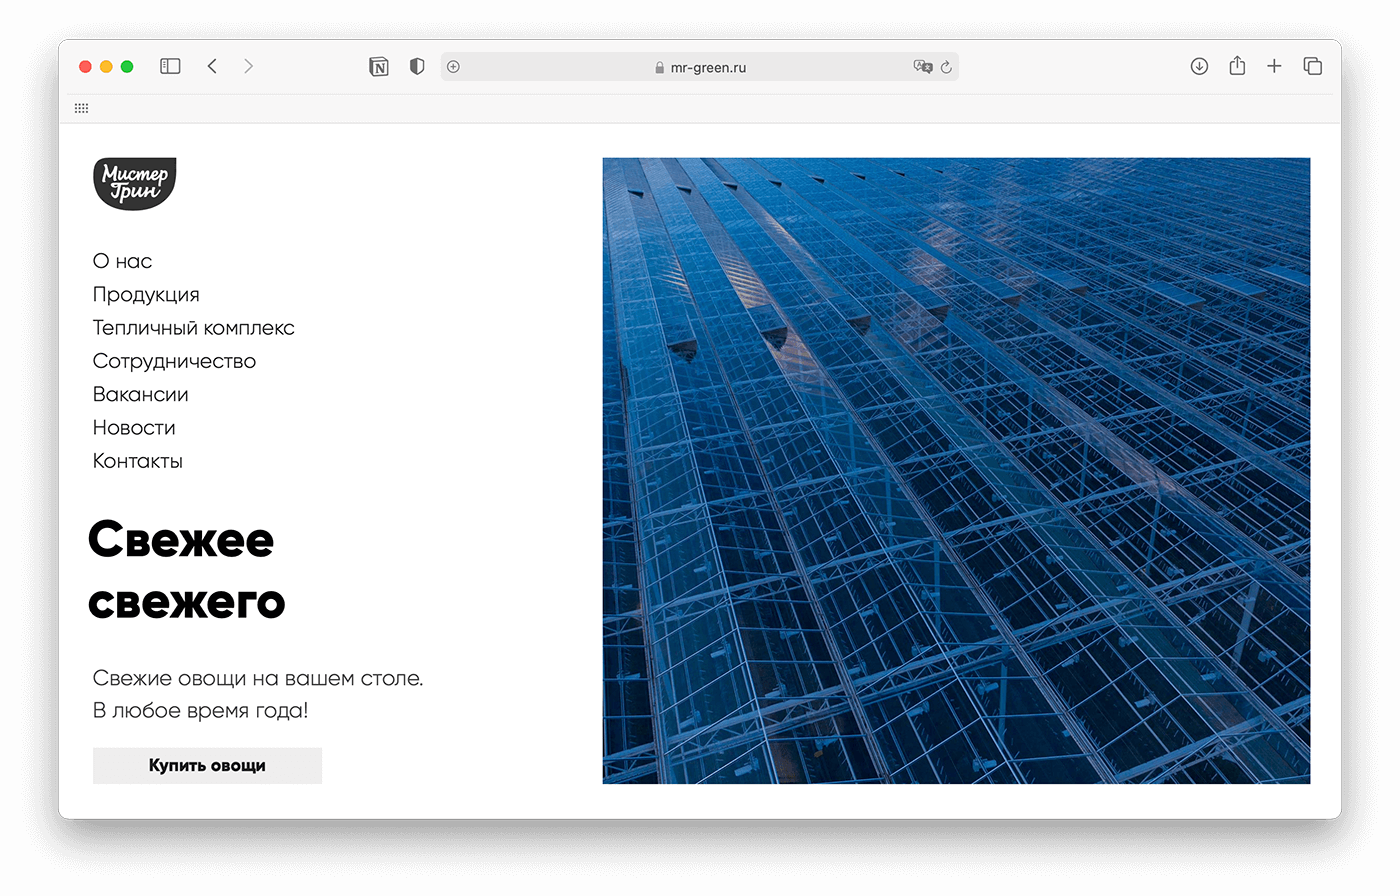 mr-green.ru
Мистер
Грин
О нас
Продукция
Тепличный комплекс
Сотрудничество
Вакансии
Новости
Контакты
Свежее
свежего
Свежие овощи на вашем столе.
В любое время года!
Купить овощи